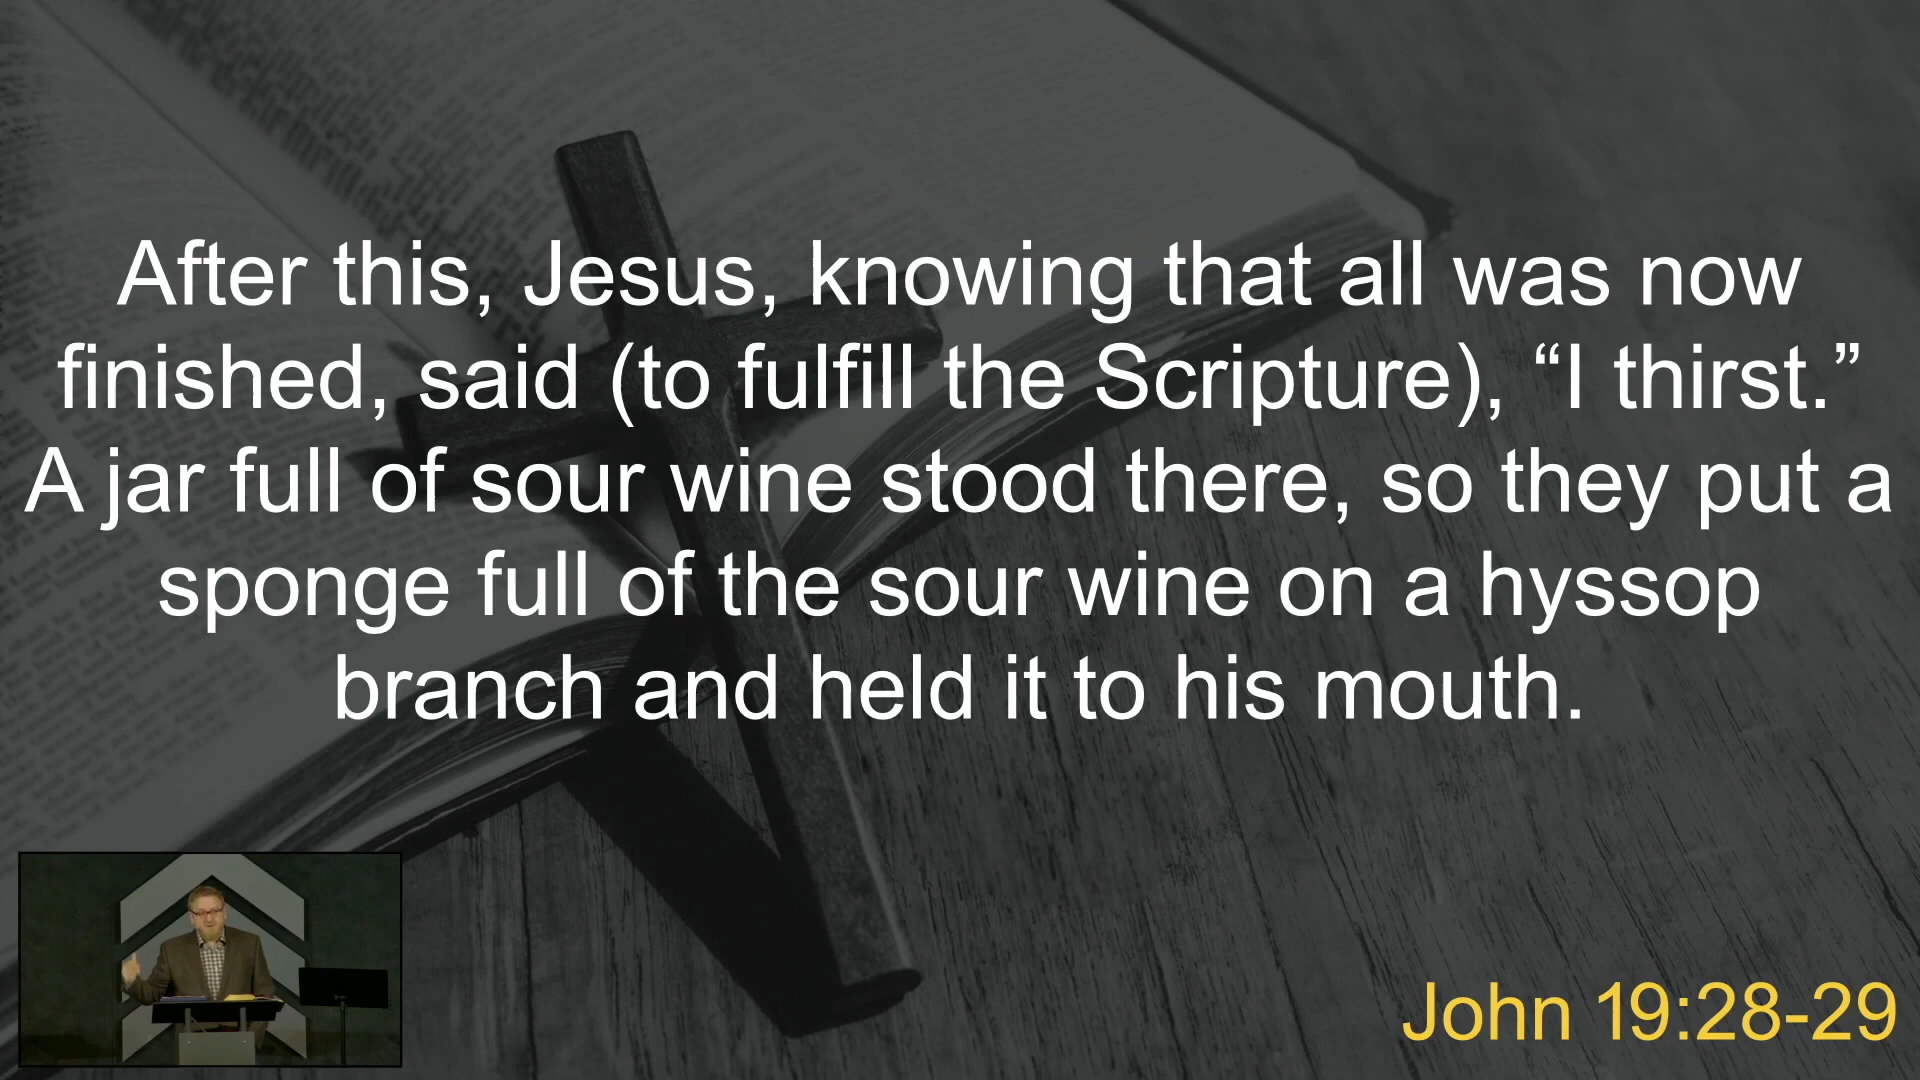 After this, Jesus, knowing that all was now
finished, said (to fulfill the Scripture), “I thirst.”
A jar full of sour wine stood there, so they put a
sponge full of the sour wine on a hyssop
branch and held it to his mouth.
John 19:28-29